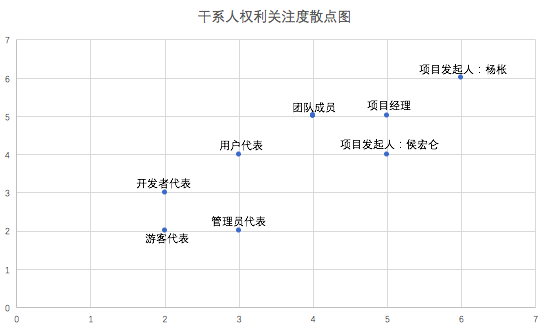 干系人权利关注度散点图
7
6
5
4
3
2
1
0
项目发起人：杨枨
团队成员
项目经理
用户代表
项目发起人：侯宏仑
开发者代表
管理员代表
游客代表
0 1 2 3 4 5 6 7